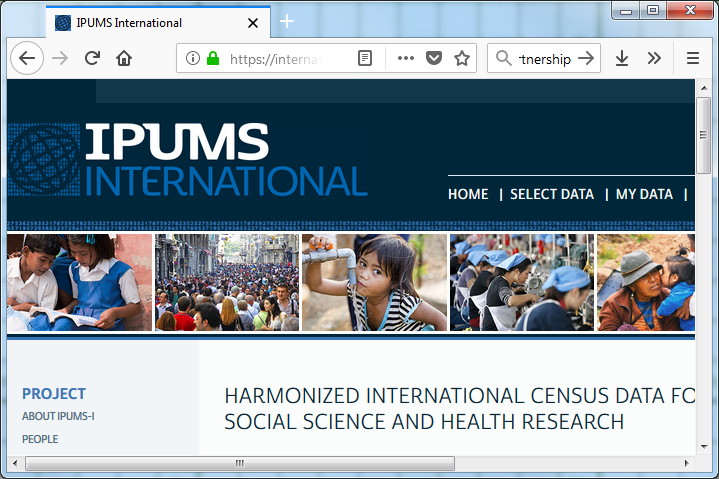 IPUMS International
https://interna
tnership
IPUMS
INTERNATIONAL
HOME | SELECT DATA | MY DATA |
PROJECT
ABOUT IPUMS-I
PEOPLE
HARMONIZED INTERNATIONAL CENSUS DATA FO
SOCIAL SCIENCE AND HEALTH RESEARCH